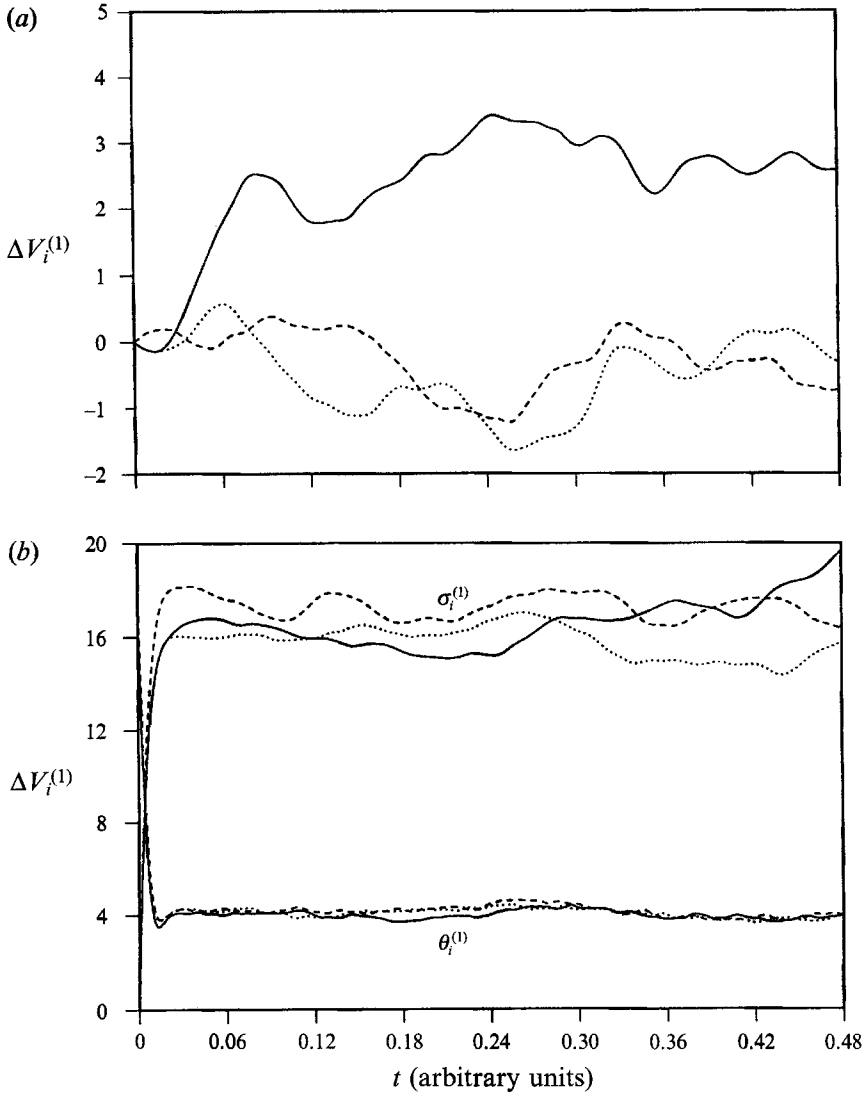 (a)
5
4
3
2
ΔV_i^(1)
1
0
–1
–2
(b)
20
σ_i^(1)
16
12
ΔV_i^(1)
8
4
θ_i^(1)
0
0 0.06 0.12 0.18 0.24 0.30 0.36 0.42 0.48
t (arbitrary units)